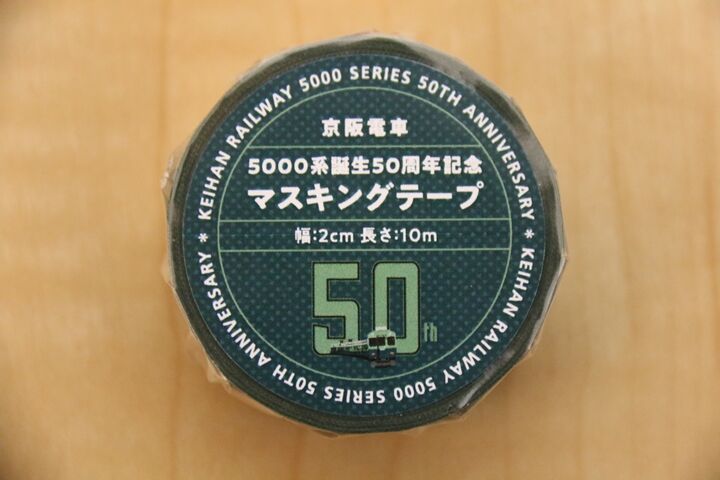 KEIHAN RAILWAY 5000 SERIES 50TH ANNIVERSARY *
KEIHAN RAILWAY 5000 SERIES 50TH ANNIVERSARY *
京阪電車
5000系誕生50周年記念
マスキングテープ
幅:2cm 長さ:10m
50th